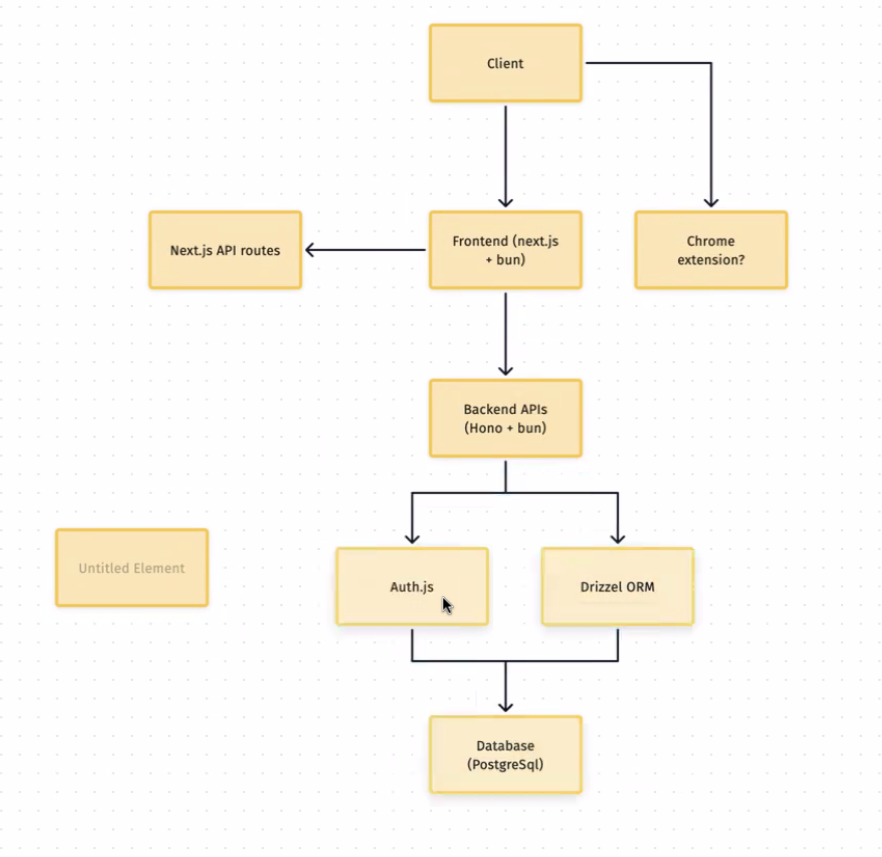 Client
Next.js API routes
Frontend (next.js
+ bun)
Chrome
extension?
Backend APIs
(Hono + bun)
Untitled Element
Auth.js
Drizzel ORM
Database
(PostgreSql)